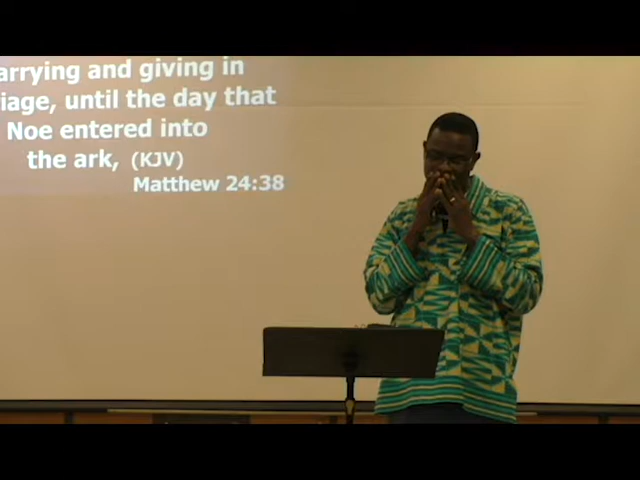 arrying and giving in
iage, until the day that
Noe entered into
the ark, (KJV)
Matthew 24:38